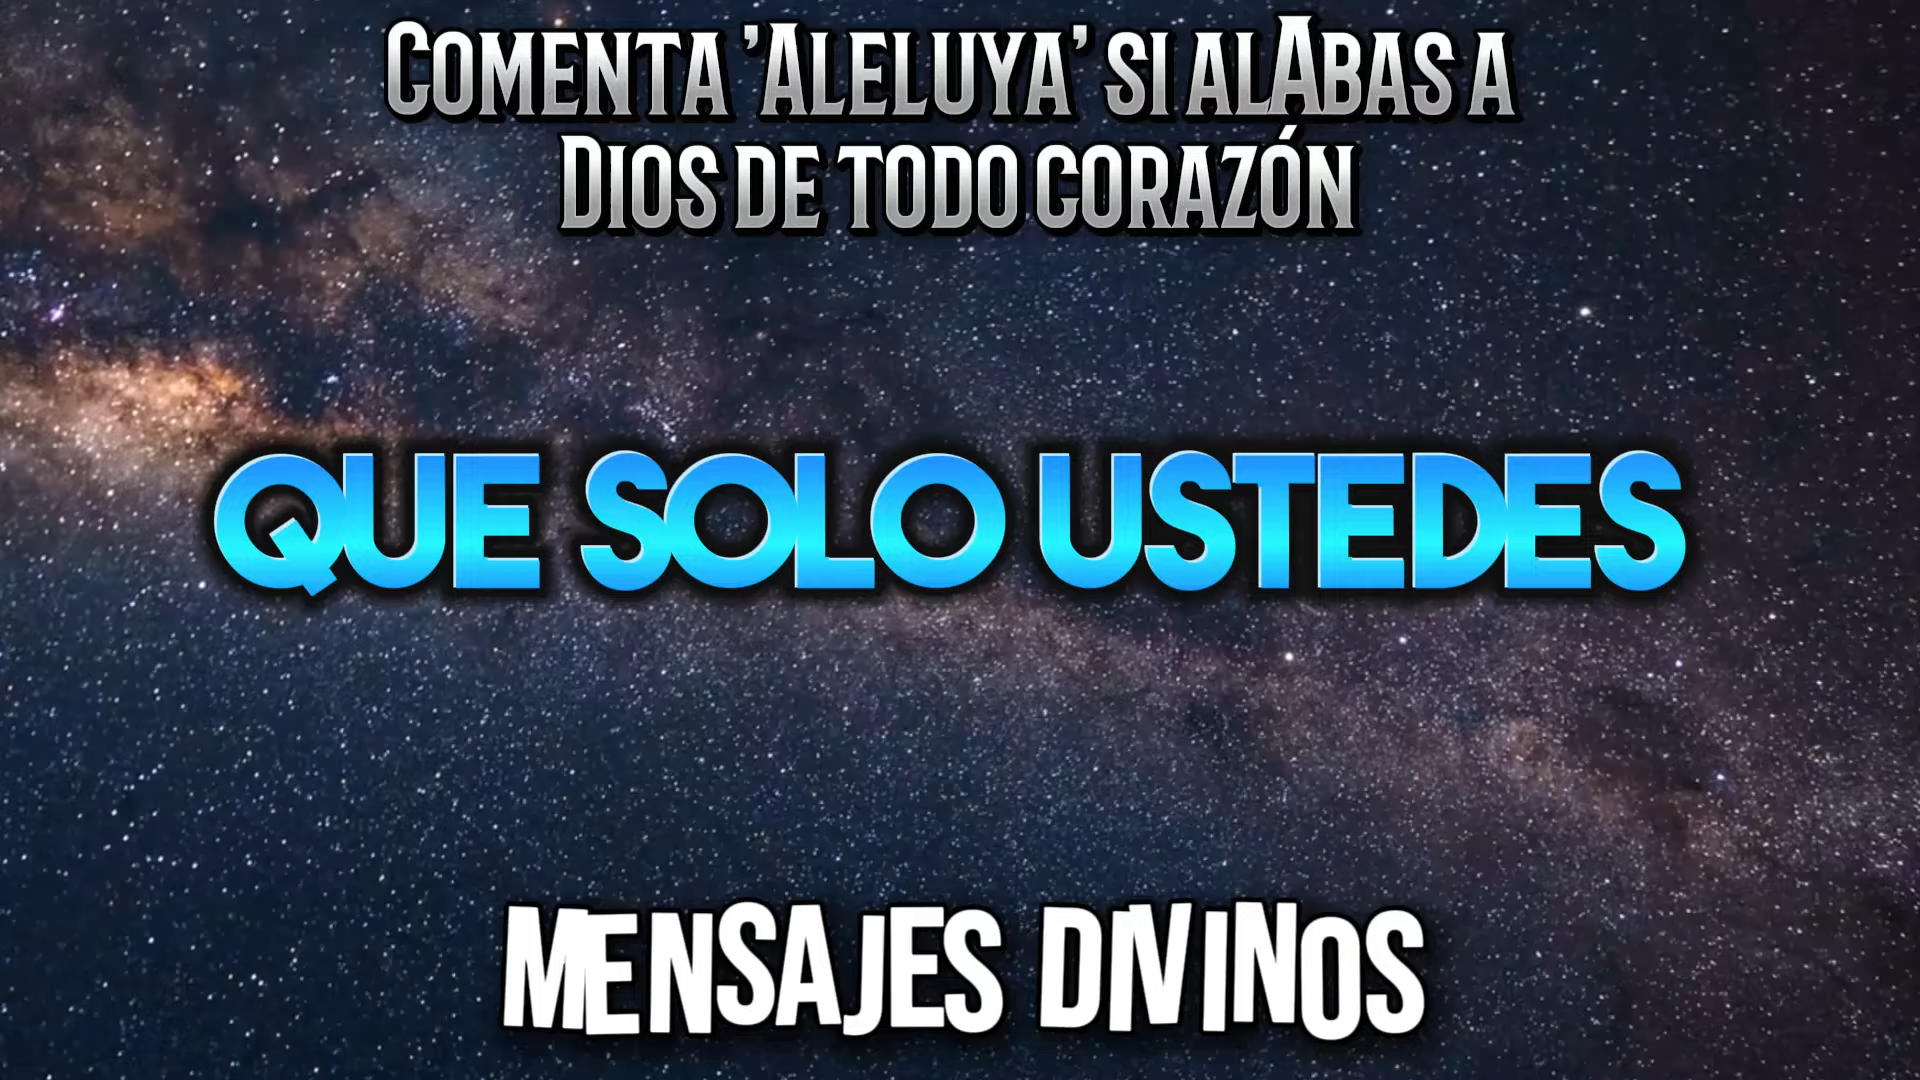 Comenta 'Aleluya' si alabas a
Dios de todo corazón
QUE SOLO USTEDES
MENSAJES DIVINOS